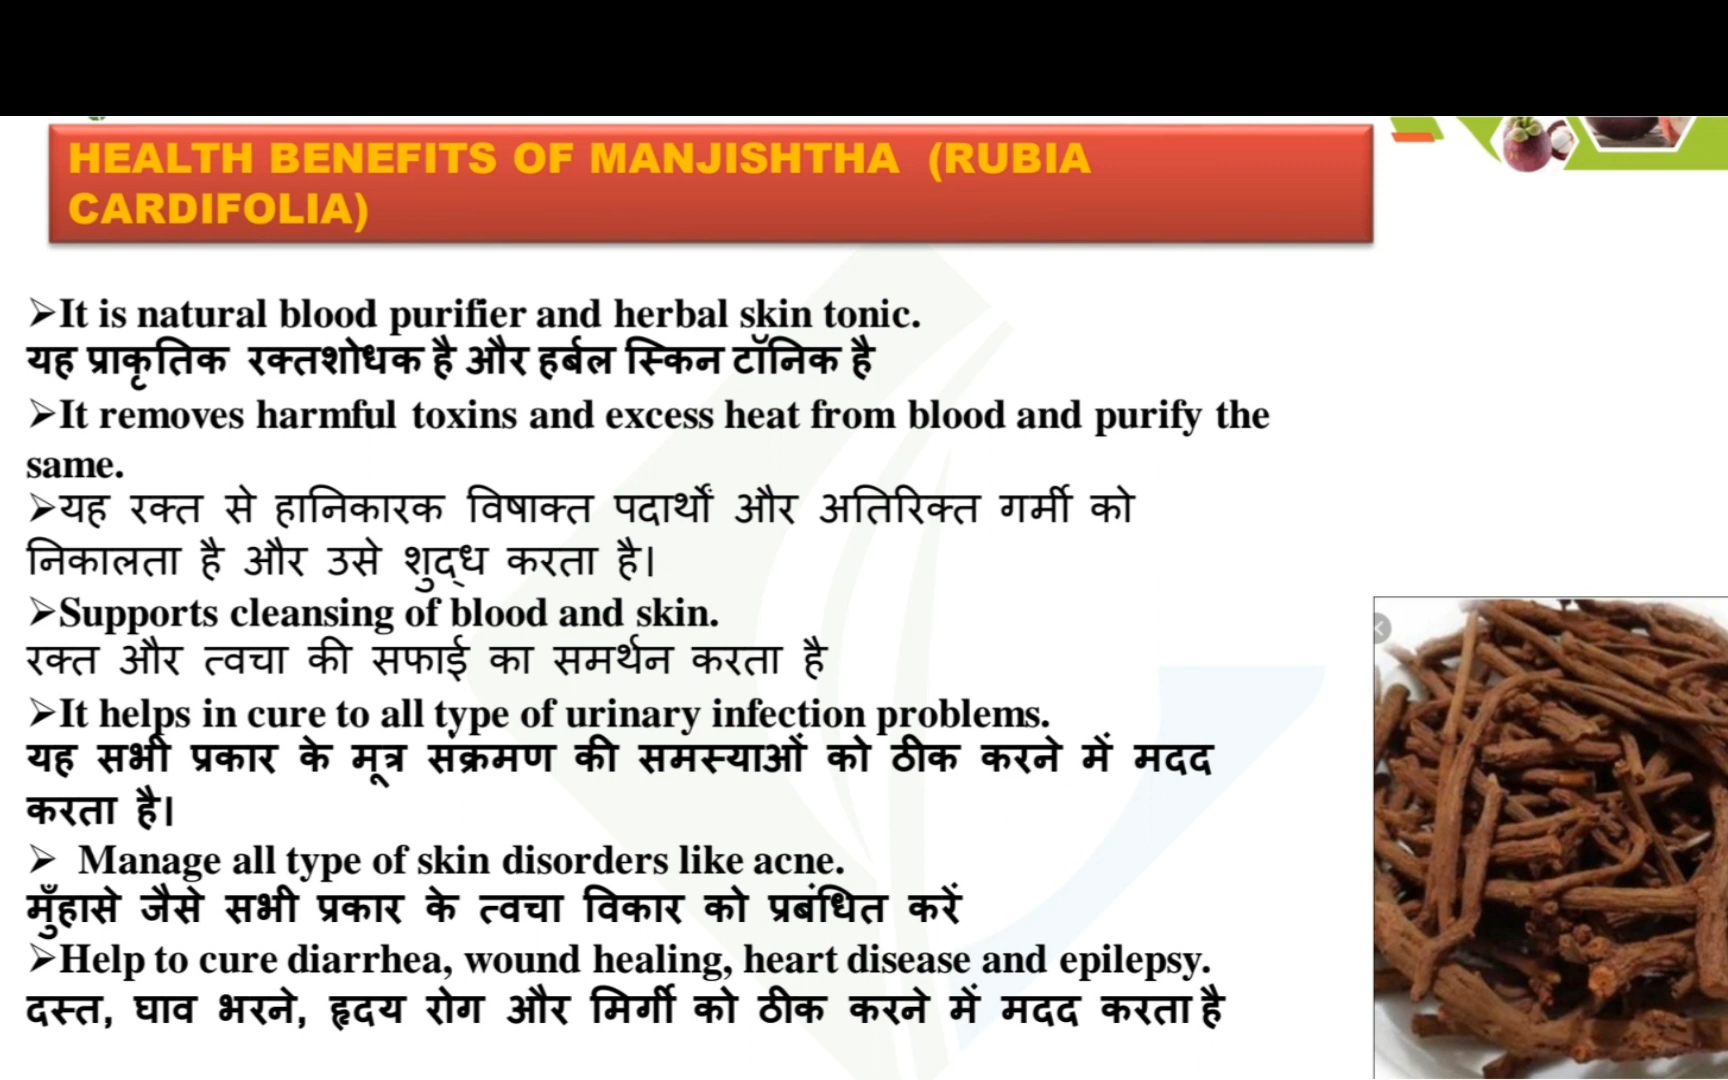 HEALTH BENEFITS OF MANJISHTHA (RUBIA
CARDIFOLIA)
➢It is natural blood purifier and herbal skin tonic.
यह प्राकृतिक रक्तशोधक है और हर्बल स्किन टॉनिक है
➢It removes harmful toxins and excess heat from blood and purify the
same.
➢यह रक्त से हानिकारक विषाक्त पदार्थों और अतिरिक्त गर्मी को
निकालता है और उसे शुद्ध करता है।
➢Supports cleansing of blood and skin.
रक्त और त्वचा की सफाई का समर्थन करता है
➢It helps in cure to all type of urinary infection problems.
यह सभी प्रकार के मूत्र संक्रमण की समस्याओं को ठीक करने में मदद
करता है।
➢ Manage all type of skin disorders like acne.
मुँहासे जैसे सभी प्रकार के त्वचा विकार को प्रबंधित करें
➢Help to cure diarrhea, wound healing, heart disease and epilepsy.
दस्त, घाव भरने, हृदय रोग और मिर्गी को ठीक करने में मदद करता है